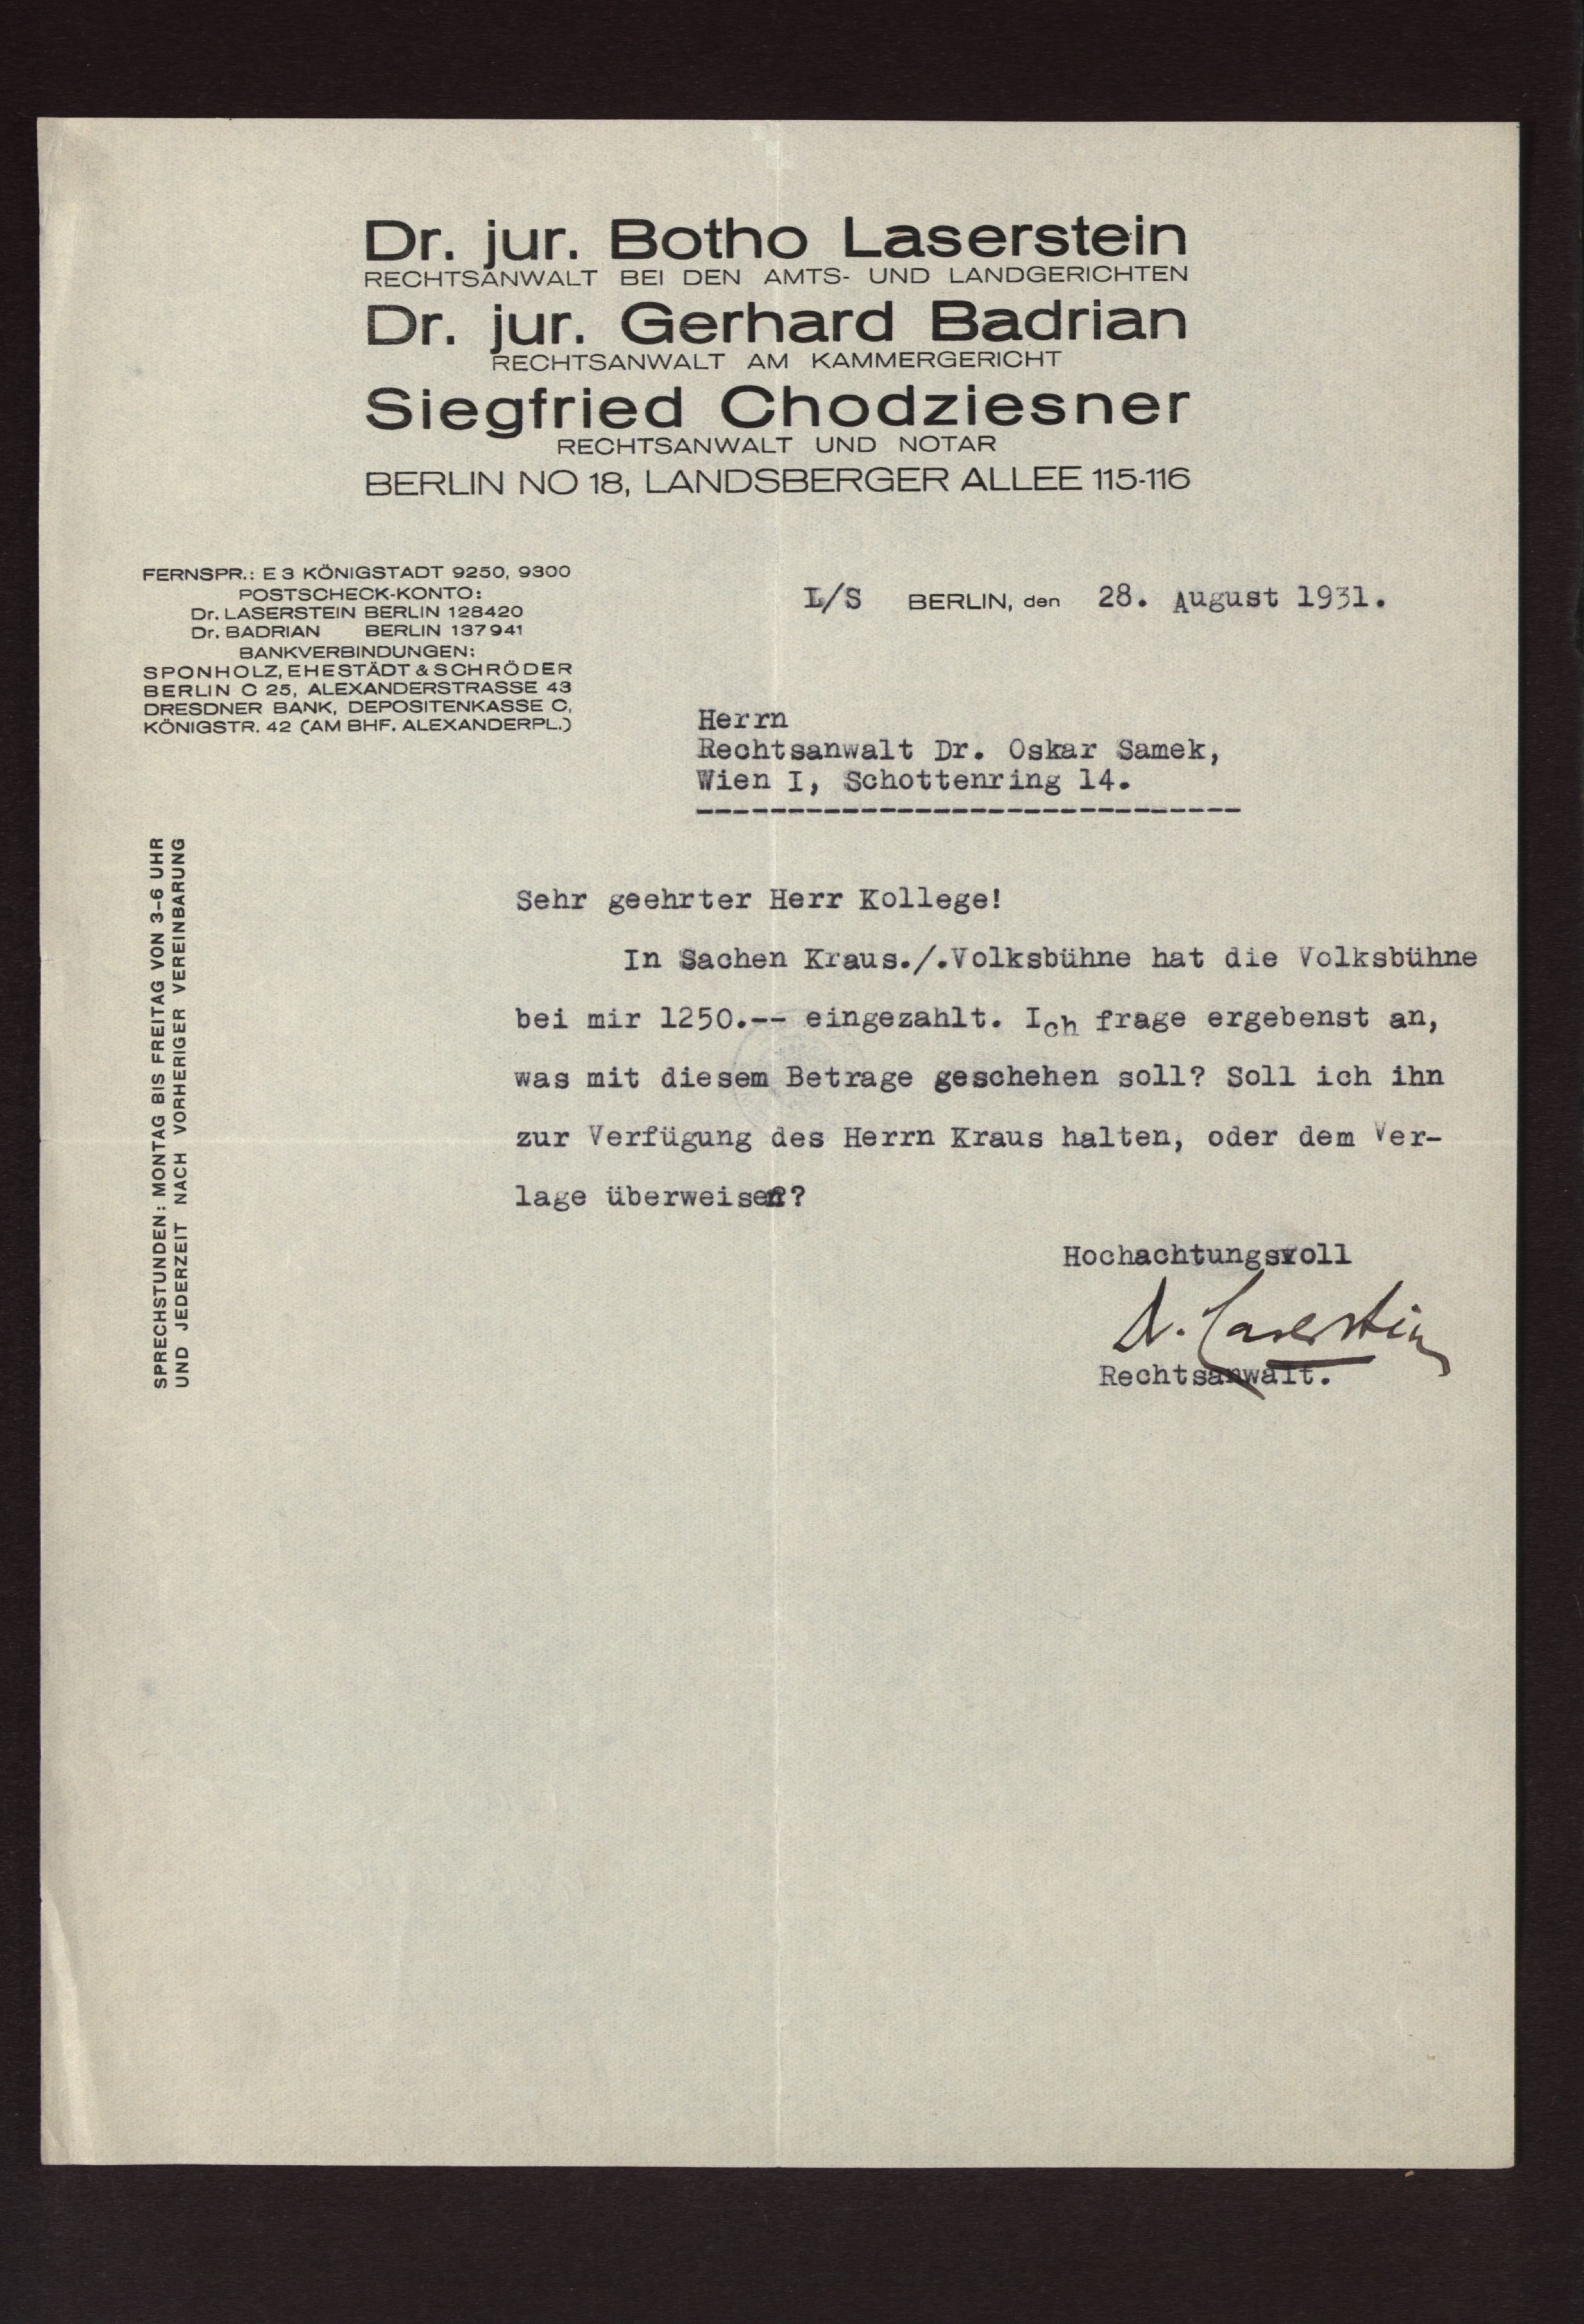 Dr. jur. Botho Laserstein
RECHTSANWALT BEI DEN AMTS- UND LANDGERICHTEN
Dr. jur. Gerhard Badrian
RECHTSANWALT AM KAMMERGERICHT
Siegfried Chodziesner
RECHTSANWALT UND NOTAR
BERLIN NO 18, LANDSBERGER ALLEE 115-116
FERNSPR.: E 3 KÖNIGSTADT 9250, 9300
POSTSCHECK-KONTO:
Dr. LASERSTEIN BERLIN 128420
Dr. BADRIAN BERLIN 137941
BANKVERBINDUNGEN:
SPONHOLZ, EHESTÄDT & SCHRÖDER
BERLIN C 25, ALEXANDERSTRASSE 43
DRESDNER BANK, DEPOSITENKASSE C,
KÖNIGSTR. 42 (AM BHF. ALEXANDERPL.)
L/S BERLIN, den 28. August 1931.
Herrn
Rechtsanwalt Dr. Oskar Samek,
Wien I, Schottenring 14.
SPRECHSTUNDEN: MONTAG BIS FREITAG VON 3-6 UHR
UND JEDERZEIT NACH VORHERIGER VEREINBARUNG
Sehr geehrter Herr Kollege!
In Sachen Kraus./.Volksbühne hat die Volksbühne
bei mir 1250.-- eingezahlt. Ich frage ergebenst an,
was mit diesem Betrage geschehen soll? Soll ich ihn
zur Verfügung des Herrn Kraus halten, oder dem Ver-
lage überweisen?
Hochachtungsvoll
Dr. Laserstein
Rechtsanwalt.